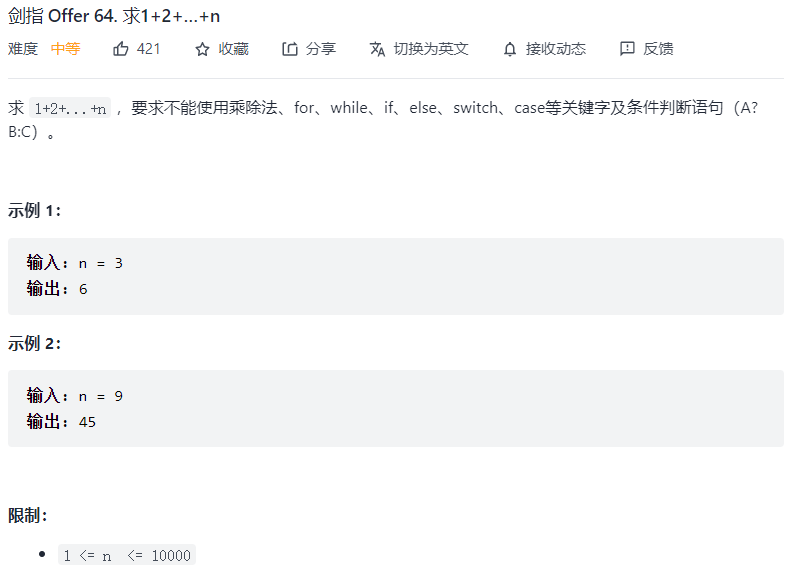 剑指 Offer 64. 求1+2+…+n
难度 中等 421 收藏 分享 切换为英文 接收动态 反馈
求 1+2+...+n ，要求不能使用乘除法、for、while、if、else、switch、case等关键字及条件判断语句（A?
B:C）。
示例 1：
输入：n = 3
输出：6
示例 2：
输入：n = 9
输出：45
限制：
1 <= n <= 10000